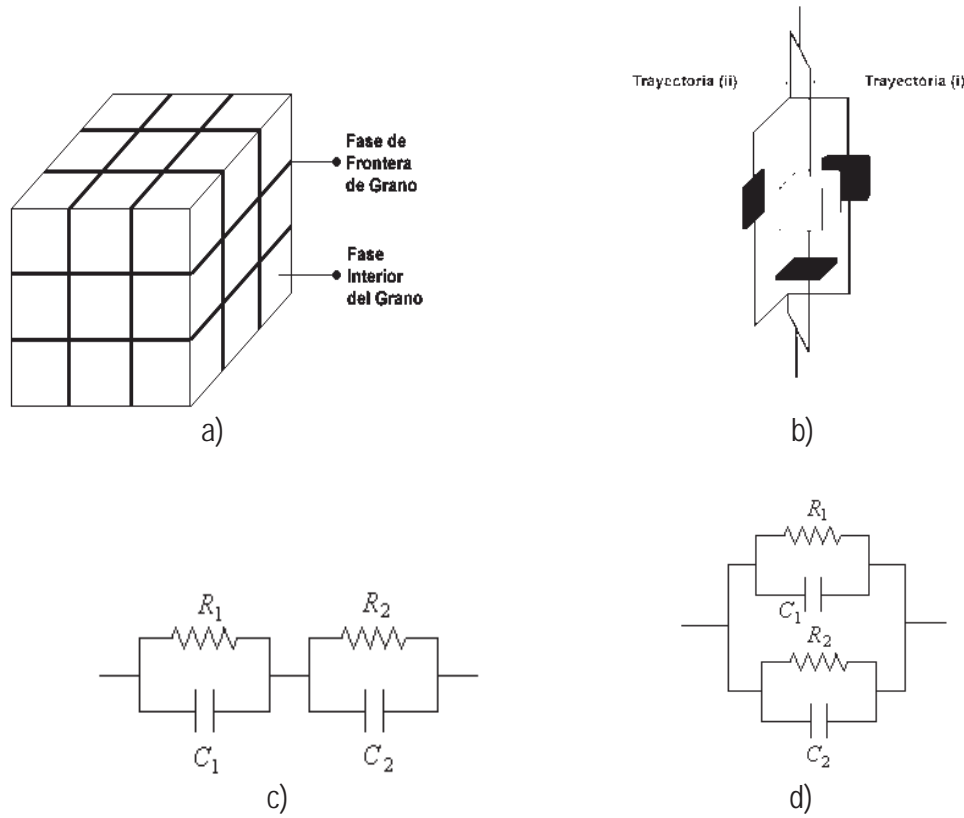 Fase de
Frontera
de Grano
Fase
Interior
del Grano
a)
Trayectoria (ii)
Trayectoria (i)
b)
R1
C1
R2
C2
c)
R1
C1
R2
C2
d)